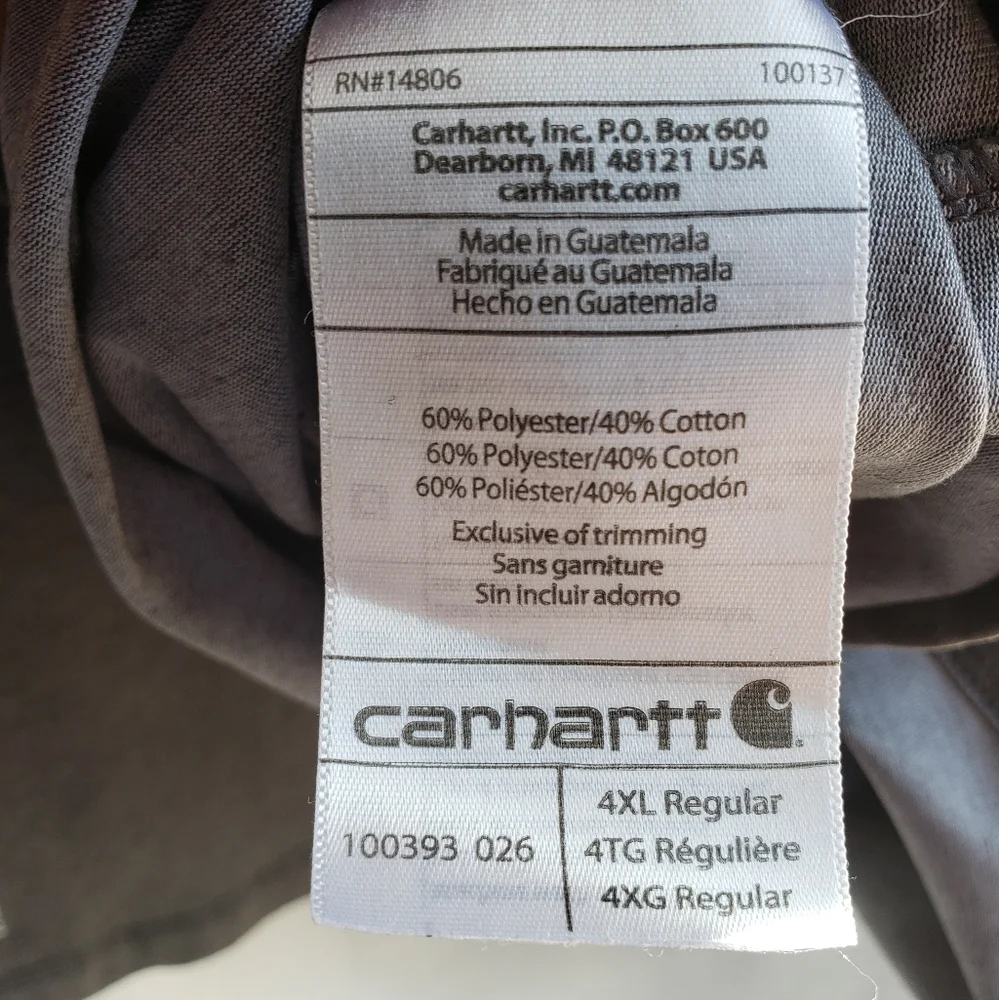 RN#14806 100137
Carhartt, Inc. P.O. Box 600
Dearborn, MI 48121 USA
carhartt.com
Made in Guatemala
Fabriqué au Guatemala
Hecho en Guatemala
60% Polyester/40% Cotton
60% Polyester/40% Coton
60% Poliéster/40% Algodón
Exclusive of trimming
Sans garniture
Sin incluir adorno
carhartt
4XL Regular
100393 026 4TG Régulière
4XG Regular